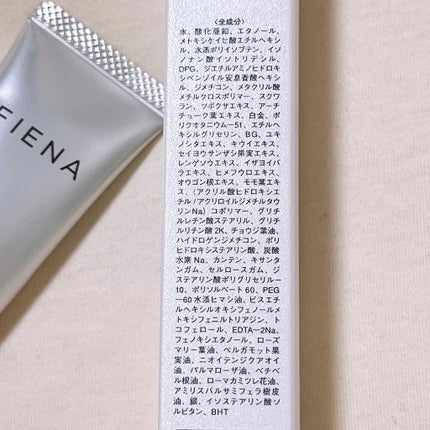 FIENA
〈全成分〉
水、酸化亜鉛、エタノール、
メトキシケイヒ酸エチルヘキシ
ル、水添ポリイソブテン、イソ
ノナン酸イソトリデシル、
DPG、ジエチルアミノヒドロキ
シベンゾイル安息香酸ヘキシ
ル、ジメチコン、メタクリル酸
メチルクロスポリマー、スクワ
ラン、ツボクサエキス、アーチ
チョーク葉エキス、白金、ポ
リクオタニウム-51、エチルヘ
キシルグリセリン、BG、ユキ
ノシタエキス、キウイエキス、
セイヨウサンザシ果実エキス、
レンゲソウエキス、イザヨイバ
ラエキス、ヒメフウロエキス、
オウゴン根エキス、モモ葉エキ
ス、(アクリル酸ヒドロキシエ
チル/アクリロイルジメチルタウ
リンNa) コポリマー、グリチ
ルレチン酸ステアリル、グリチ
ルリチン酸2K、チョウジ葉油、
ハイドロゲンジメチコン、ポリ
ヒドロキシステアリン酸、炭酸
水素Na、カンテン、キサンタ
ンガム、セルロースガム、ジ
ステアリン酸ポリグリセリル-
10、ポリソルベート60、PEG
-60水添ヒマシ油、ビスエチ
ルヘキシルオキシフェノールメ
トキシフェニルトリアジン、ト
コフェロール、EDTA-2Na、
フェノキシエタノール、ローズ
マリー葉油、ベルガモット果
実油、ニオイテンジクアオイ
油、パルマローザ油、ベチベ
ル根油、ローマカミツレ花油、
アミリスバルサミフェラ樹皮
油、銀、イソステアリン酸ソ
ルビタン、BHT